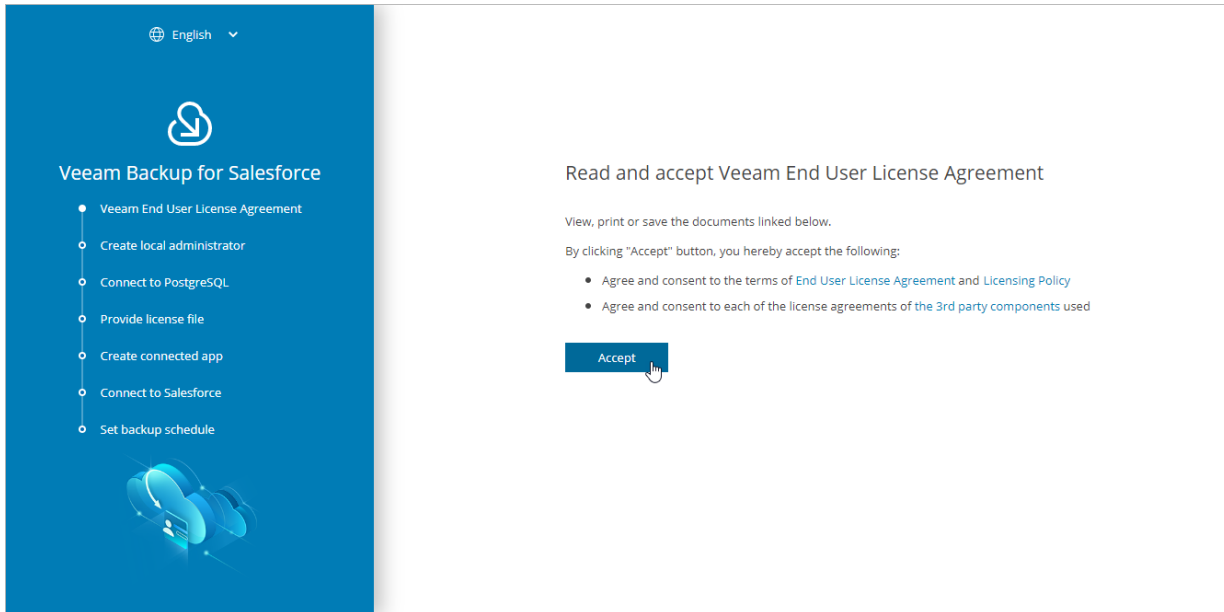 English
Veeam Backup for Salesforce
Veeam End User License Agreement
Create local administrator
Connect to PostgreSQL
Provide license file
Create connected app
Connect to Salesforce
Set backup schedule
Read and accept Veeam End User License Agreement
View, print or save the documents linked below.
By clicking "Accept" button, you hereby accept the following:
Agree and consent to the terms of End User License Agreement and Licensing Policy
Agree and consent to each of the license agreements of the 3rd party components used
Accept